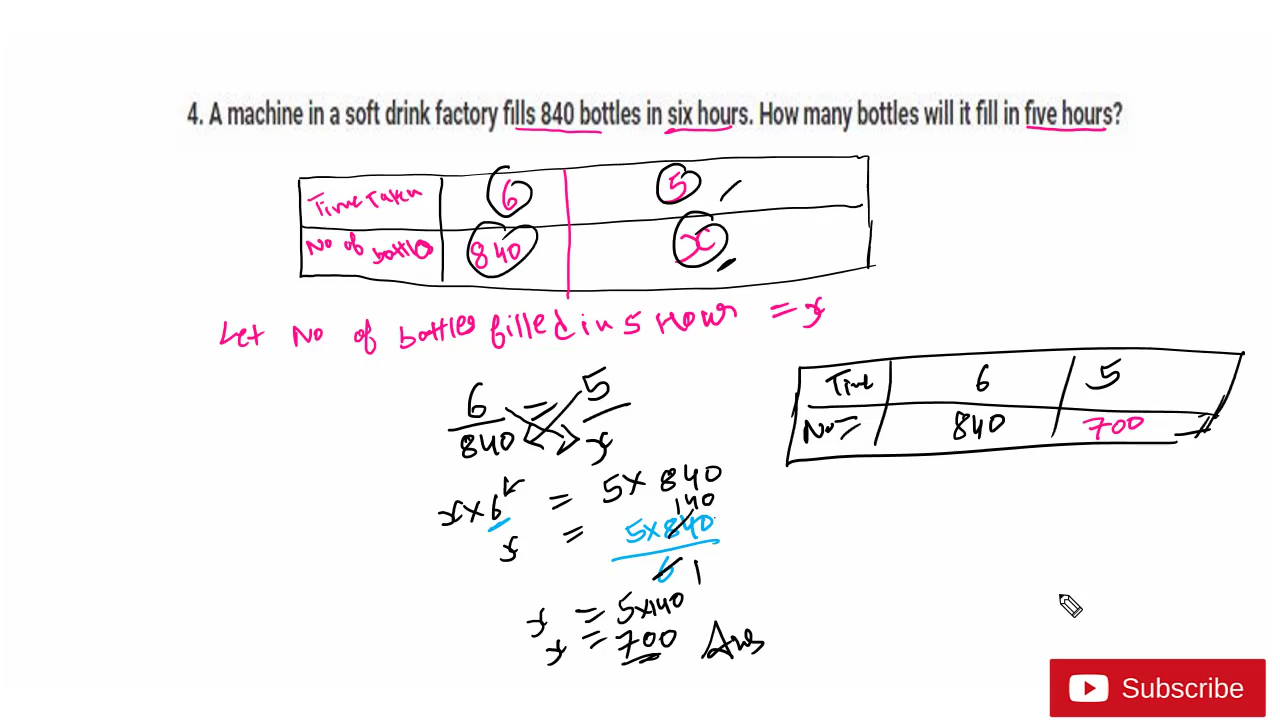 4. A machine in a soft drink factory fills 840 bottles in six hours. How many bottles will it fill in five hours?
Time Taken 6 5
No of bottles 840 x
Let No of bottles filled in 5 Hour = x
6/840 = 5/x
x × 6 = 5 × 840
140
x = 5×840/6 1
x = 5×140
x = 700 Ans
Time 6 5
No = 840 700
Subscribe